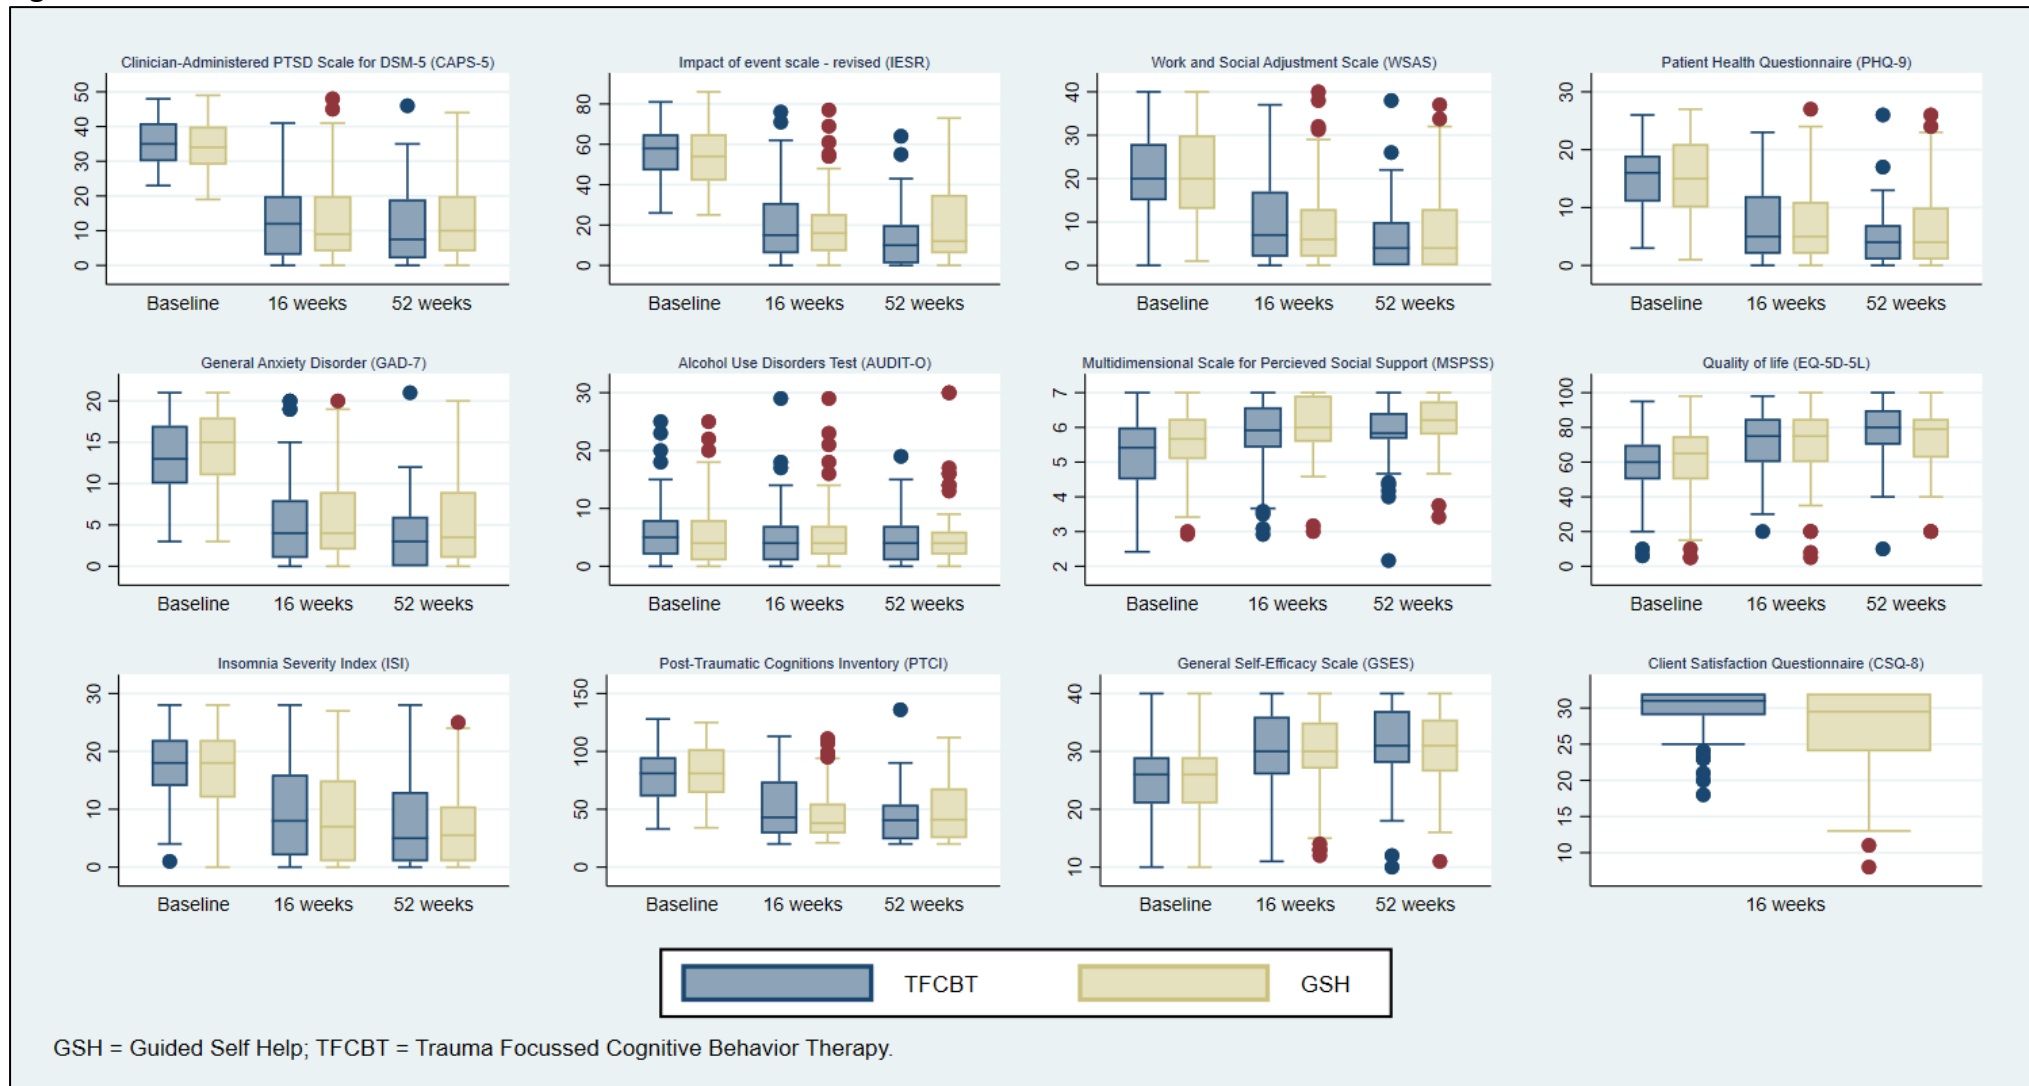 Clinician-Administered PTSD Scale for DSM-5 (CAPS-5)
50
40
30
20
10
0
Baseline 16 weeks 52 weeks
Impact of event scale - revised (IESR)
80
60
40
20
0
Baseline 16 weeks 52 weeks
Work and Social Adjustment Scale (WSAS)
40
30
20
10
0
Baseline 16 weeks 52 weeks
Patient Health Questionnaire (PHQ-9)
30
20
10
0
Baseline 16 weeks 52 weeks
General Anxiety Disorder (GAD-7)
20
15
10
5
0
Baseline 16 weeks 52 weeks
Alcohol Use Disorders Test (AUDIT-O)
30
20
10
0
Baseline 16 weeks 52 weeks
Multidimensional Scale for Percieved Social Support (MSPSS)
7
6
5
4
3
2
Baseline 16 weeks 52 weeks
Quality of life (EQ-5D-5L)
100
80
60
40
20
0
Baseline 16 weeks 52 weeks
Insomnia Severity Index (ISI)
30
20
10
0
Baseline 16 weeks 52 weeks
Post-Traumatic Cognitions Inventory (PTCI)
150
100
50
0
Baseline 16 weeks 52 weeks
General Self-Efficacy Scale (GSES)
40
30
20
10
Baseline 16 weeks 52 weeks
Client Satisfaction Questionnaire (CSQ-8)
30
25
20
15
10
16 weeks
TFCBT GSH
GSH = Guided Self Help; TFCBT = Trauma Focussed Cognitive Behavior Therapy.